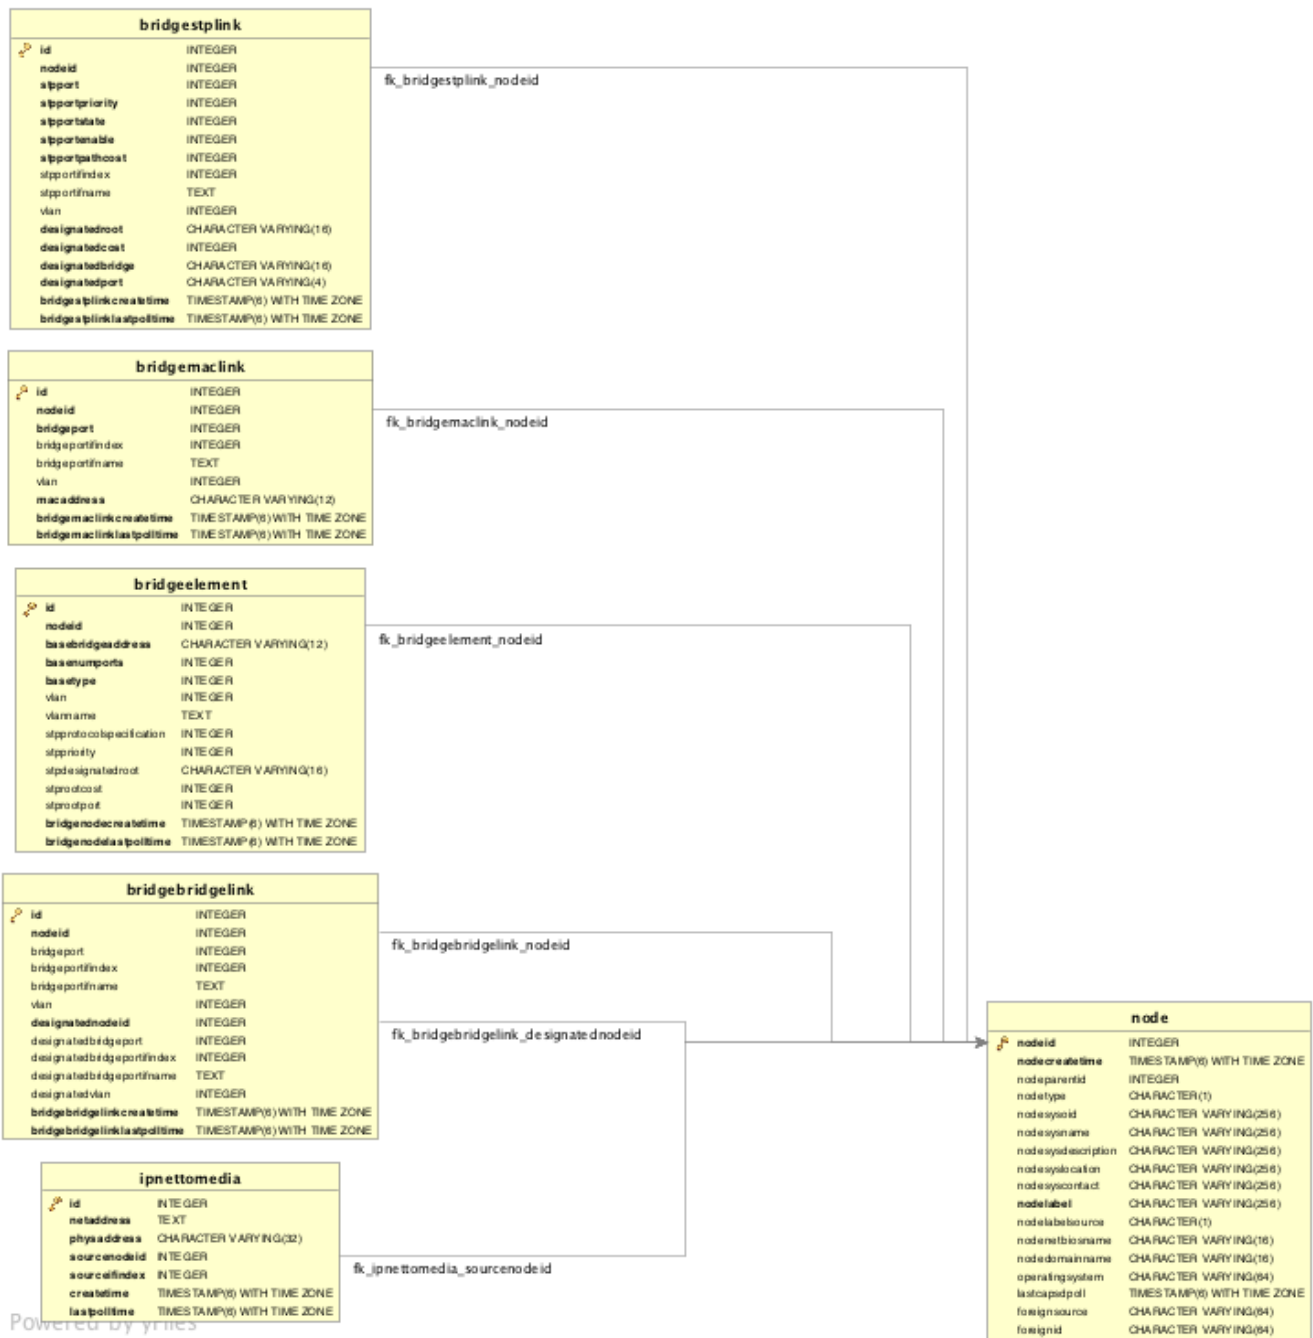 bridgestplink
id INTEGER
nodeid INTEGER
stpport INTEGER
stpportpriority INTEGER
stpportstate INTEGER
stpportenable INTEGER
stpportpathcost INTEGER
stpportifindex INTEGER
stpportifname TEXT
vlan INTEGER
designatedroot CHARACTER VARYING(16)
designatedcost INTEGER
designatedbridge CHARACTER VARYING(16)
designatedport CHARACTER VARYING(4)
bridgestplinkcreatetime TIMESTAMP(6) WITH TIME ZONE
bridgestplinklastpolltime TIMESTAMP(6) WITH TIME ZONE
fk_bridgestplink_nodeid
bridgemaclink
id INTEGER
nodeid INTEGER
bridgeport INTEGER
bridgeportifindex INTEGER
bridgeportifname TEXT
vlan INTEGER
macaddress CHARACTER VARYING(12)
bridgemaclinkcreatetime TIMESTAMP(6) WITH TIME ZONE
bridgemaclinklastpolltime TIMESTAMP(6) WITH TIME ZONE
fk_bridgemaclink_nodeid
bridgeelement
id INTEGER
nodeid INTEGER
basebridgeaddress CHARACTER VARYING(12)
basenumports INTEGER
basetype INTEGER
vlan INTEGER
vlanname TEXT
stpprotocolspecification INTEGER
stppriority INTEGER
stpdesignatedroot CHARACTER VARYING(16)
stprootcost INTEGER
stprootport INTEGER
bridgenodecreatetime TIMESTAMP(6) WITH TIME ZONE
bridgenodelastpolltime TIMESTAMP(6) WITH TIME ZONE
fk_bridgeelement_nodeid
bridgebridgelink
id INTEGER
nodeid INTEGER
bridgeport INTEGER
bridgeportifindex INTEGER
bridgeportifname TEXT
vlan INTEGER
designatednodeid INTEGER
designatedbridgeport INTEGER
designatedbridgeportifindex INTEGER
designatedbridgeportifname TEXT
designatedvlan INTEGER
bridgebridgelinkcreatetime TIMESTAMP(6) WITH TIME ZONE
bridgebridgelinklastpolltime TIMESTAMP(6) WITH TIME ZONE
fk_bridgebridgelink_nodeid
fk_bridgebridgelink_designatednodeid
ipnettomedia
id INTEGER
netaddress TEXT
physaddress CHARACTER VARYING(32)
sourcenodeid INTEGER
sourceifindex INTEGER
createtime TIMESTAMP(6) WITH TIME ZONE
lastpolltime TIMESTAMP(6) WITH TIME ZONE
fk_ipnettomedia_sourcenodeid
Powered by yFiles
node
nodeid INTEGER
nodecreatetime TIMESTAMP(6) WITH TIME ZONE
nodeparentid INTEGER
nodetype CHARACTER(1)
nodesysoid CHARACTER VARYING(256)
nodesysname CHARACTER VARYING(256)
nodesysdescription CHARACTER VARYING(256)
nodesyslocation CHARACTER VARYING(256)
nodesyscontact CHARACTER VARYING(256)
nodelabel CHARACTER VARYING(256)
nodelabelsource CHARACTER(1)
nodenetbiosname CHARACTER VARYING(16)
nodedomainname CHARACTER VARYING(16)
operatingsystem CHARACTER VARYING(64)
lastcapsdpoll TIMESTAMP(6) WITH TIME ZONE
foreignsource CHARACTER VARYING(64)
foreignid CHARACTER VARYING(64)